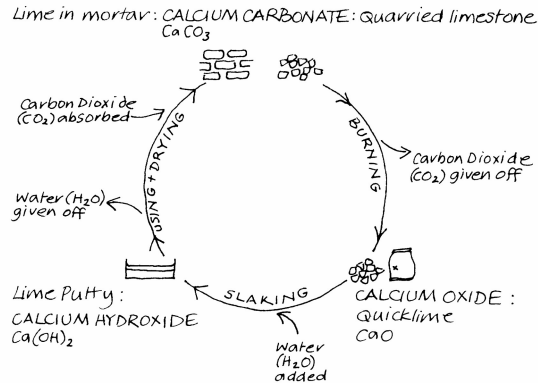 Lime in mortar: CALCIUM CARBONATE: Quarried limestone
CaCO₃
Carbon Dioxide
(CO₂) absorbed
USING + DRYING
BURNING
Carbon Dioxide
(CO₂) given off
Water (H₂O)
given off
Lime Putty:
CALCIUM HYDROXIDE
Ca(OH)₂
SLAKING
CALCIUM OXIDE:
Quicklime
CaO
Water
(H₂O)
added